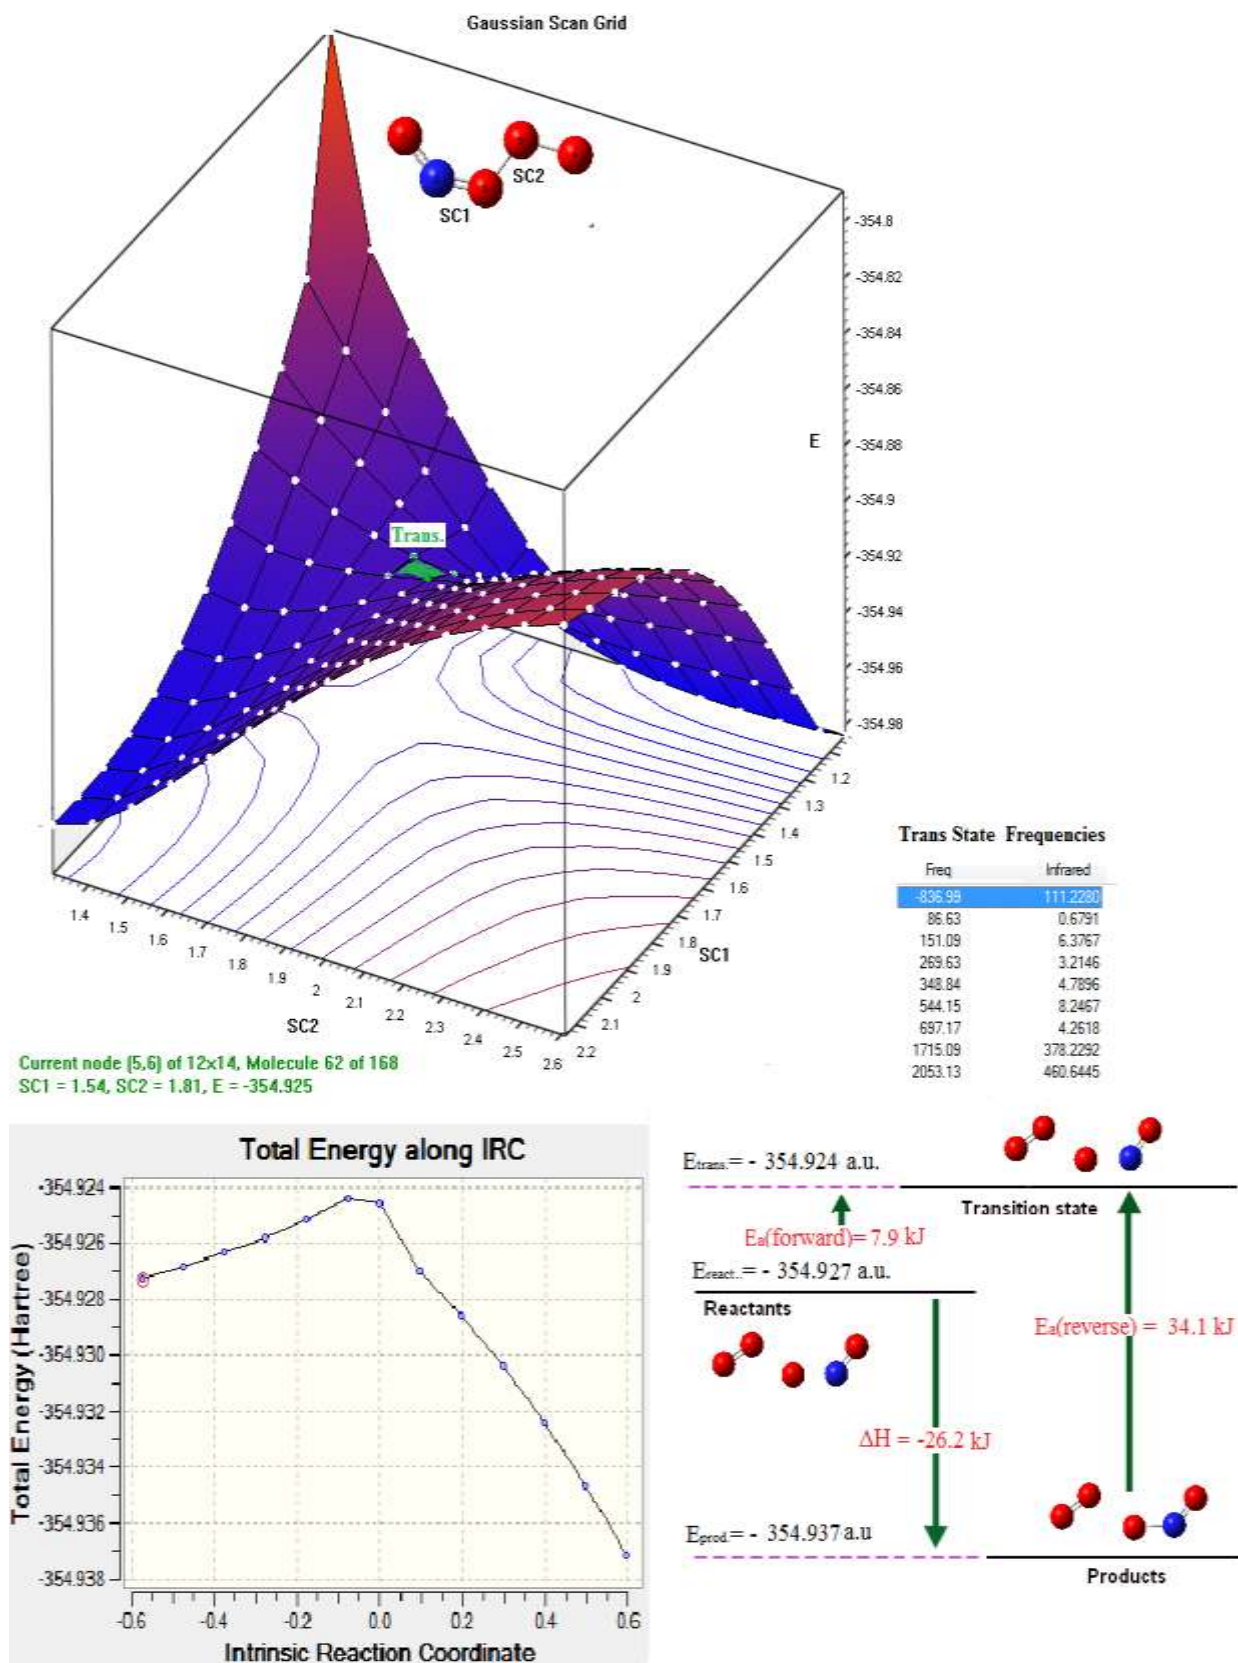 Gaussian Scan Grid
SC2
SC1
Trans.
E
-354.8
-354.82
-354.84
-354.86
-354.88
-354.9
-354.92
-354.94
-354.96
-354.98
1.2
1.3
1.4
1.5
1.6
1.7
1.8
1.9
2
2.1
2.2
SC1
1.4
1.5
1.6
1.7
1.8
1.9
2
2.1
2.2
2.3
2.4
2.5
2.6
SC2
Trans State Frequencies
Freq Infrared
-836.99 111.2280
86.63 0.6791
151.09 6.3767
269.63 3.2146
348.84 4.7896
544.15 8.2467
697.17 4.2618
1715.09 378.2292
2053.13 460.6445
Current node (5,6) of 12x14, Molecule 62 of 168
SC1 = 1.54, SC2 = 1.81, E = -354.925
Total Energy along IRC
Total Energy (Hartree)
-354.924
-354.926
-354.928
-354.930
-354.932
-354.934
-354.936
-354.938
-0.6 -0.4 -0.2 0.0 0.2 0.4 0.6
Intrinsic Reaction Coordinate
Etrans.= - 354.924 a.u.
Transition state
Ea(forward)= 7.9 kJ
Ereact..= - 354.927 a.u.
Reactants
Ea(reverse) = 34.1 kJ
ΔH = -26.2 kJ
Eprod.= - 354.937 a.u
Products